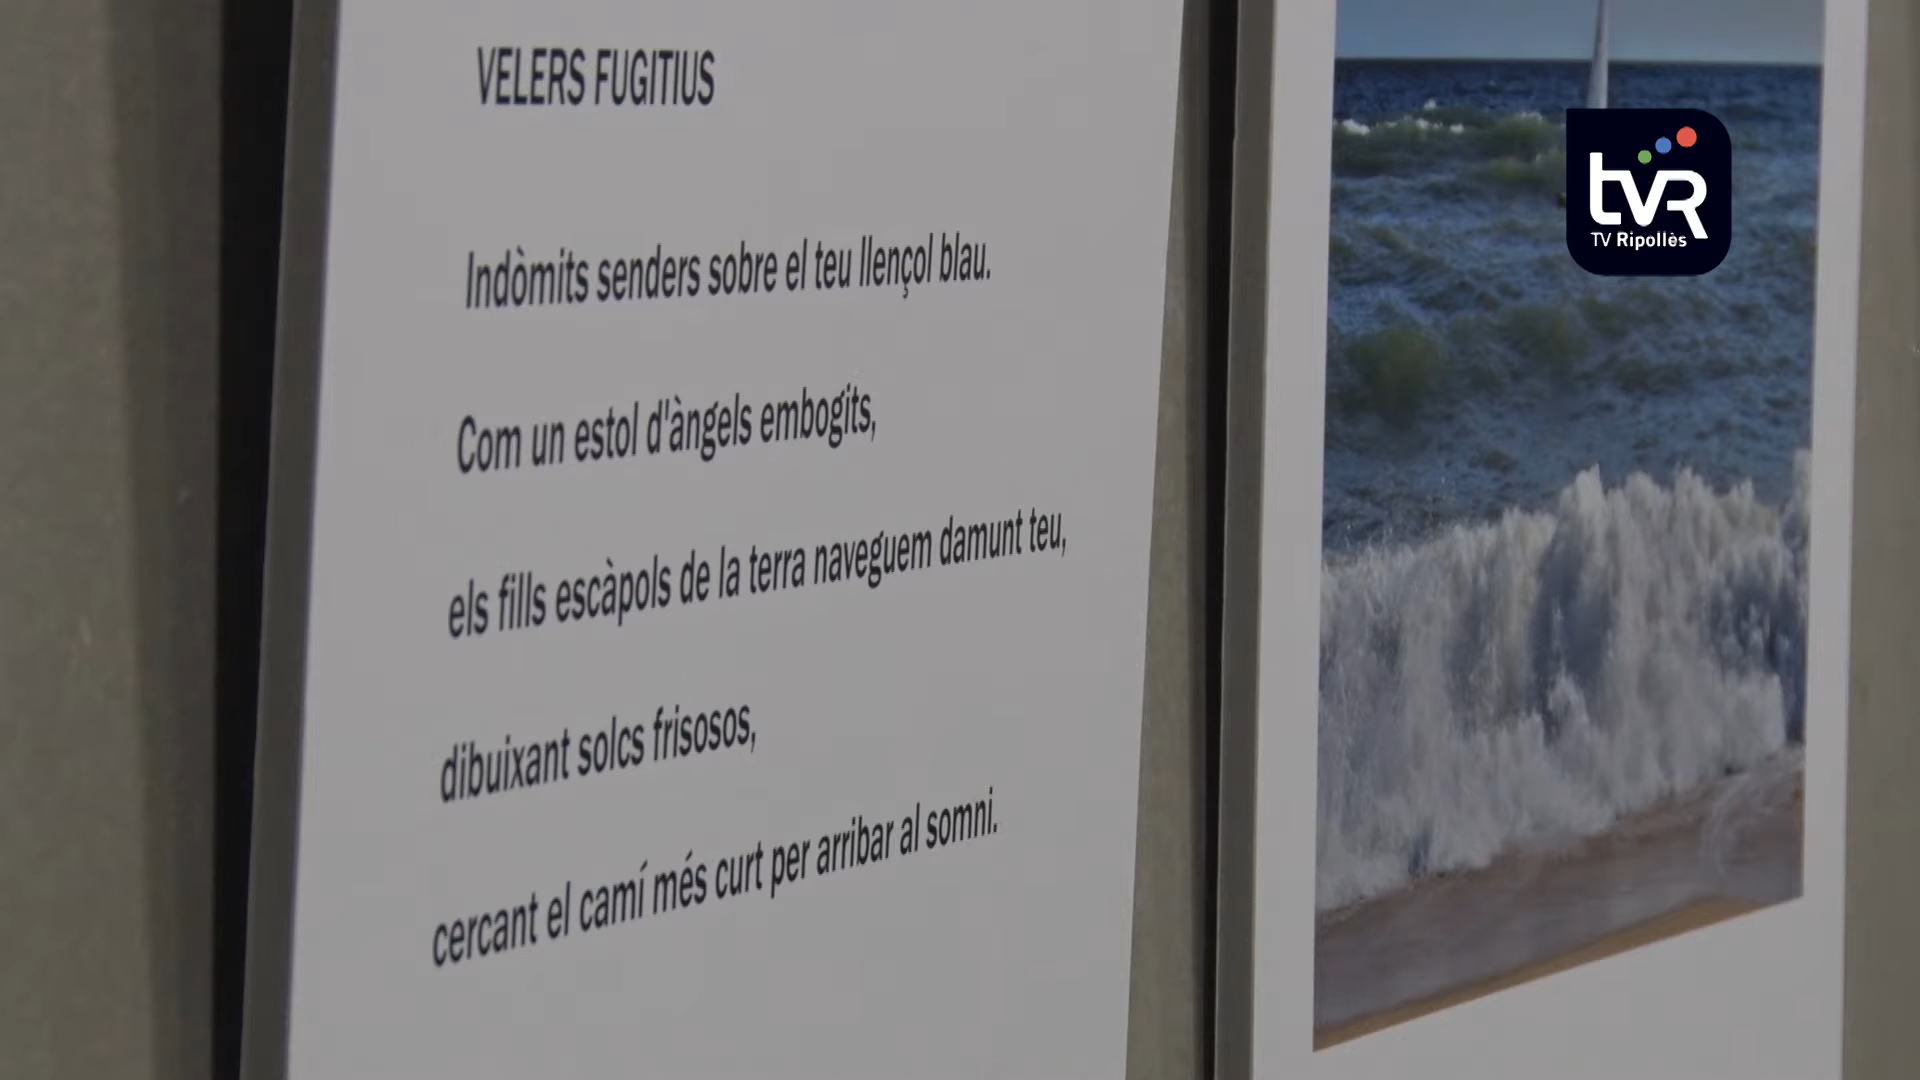 VELERS FUGITIUS
Indòmits senders sobre el teu llençol blau.
Com un estol d'àngels embogits,
els fills escàpols de la terra naveguem damunt teu,
dibuixant solcs frisosos,
cercant el camí més curt per arribar al somni.
tvR
TV Ripollès